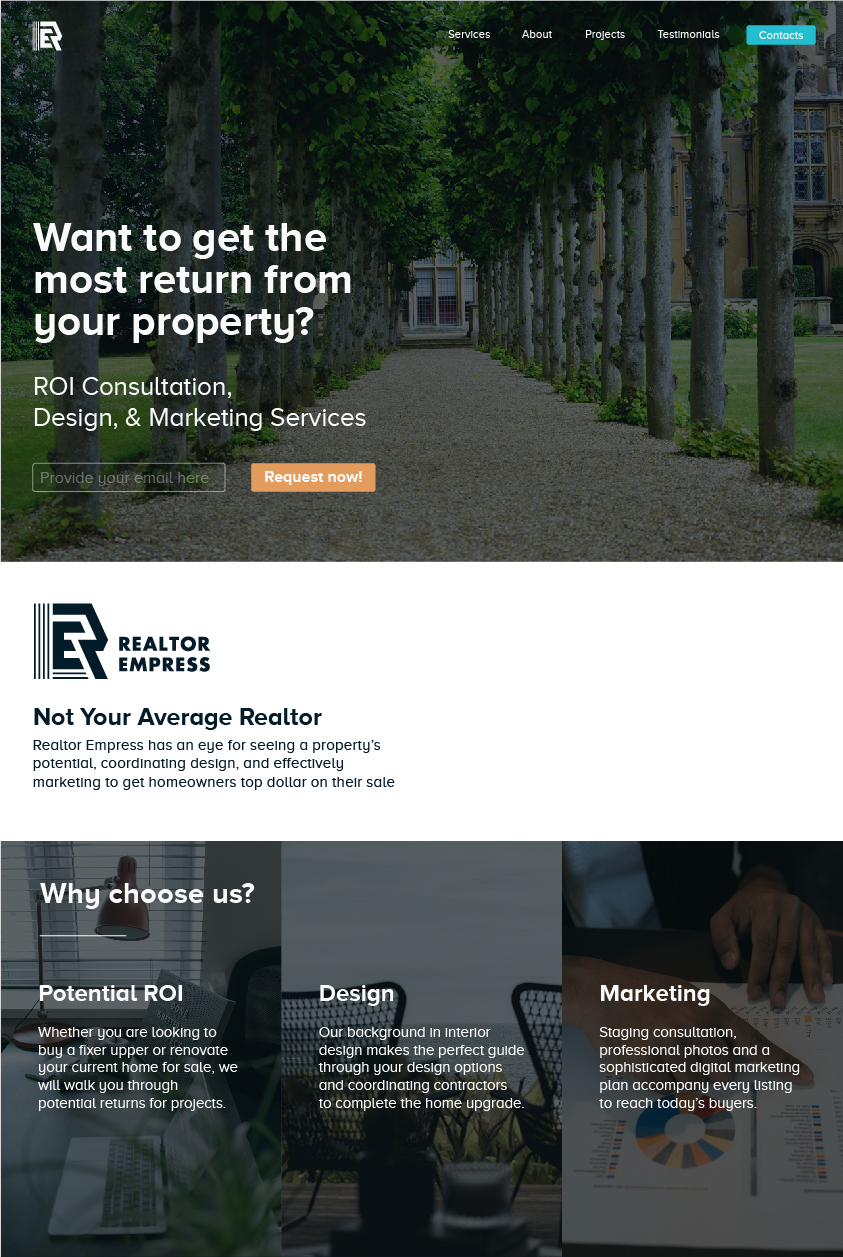 Services About Projects Testimonials Contacts
Want to get the
most return from
your property?
ROI Consultation,
Design, & Marketing Services
Provide your email here Request now!
REALTOR
EMPRESS
Not Your Average Realtor
Realtor Empress has an eye for seeing a property's
potential, coordinating design, and effectively
marketing to get homeowners top dollar on their sale
Why choose us?
Potential ROI
Whether you are looking to
buy a fixer upper or renovate
your current home for sale, we
will walk you through
potential returns for projects.
Design
Our background in interior
design makes the perfect guide
through your design options
and coordinating contractors
to complete the home upgrade.
Marketing
Staging consultation,
professional photos and a
sophisticated digital marketing
plan accompany every listing
to reach today's buyers.